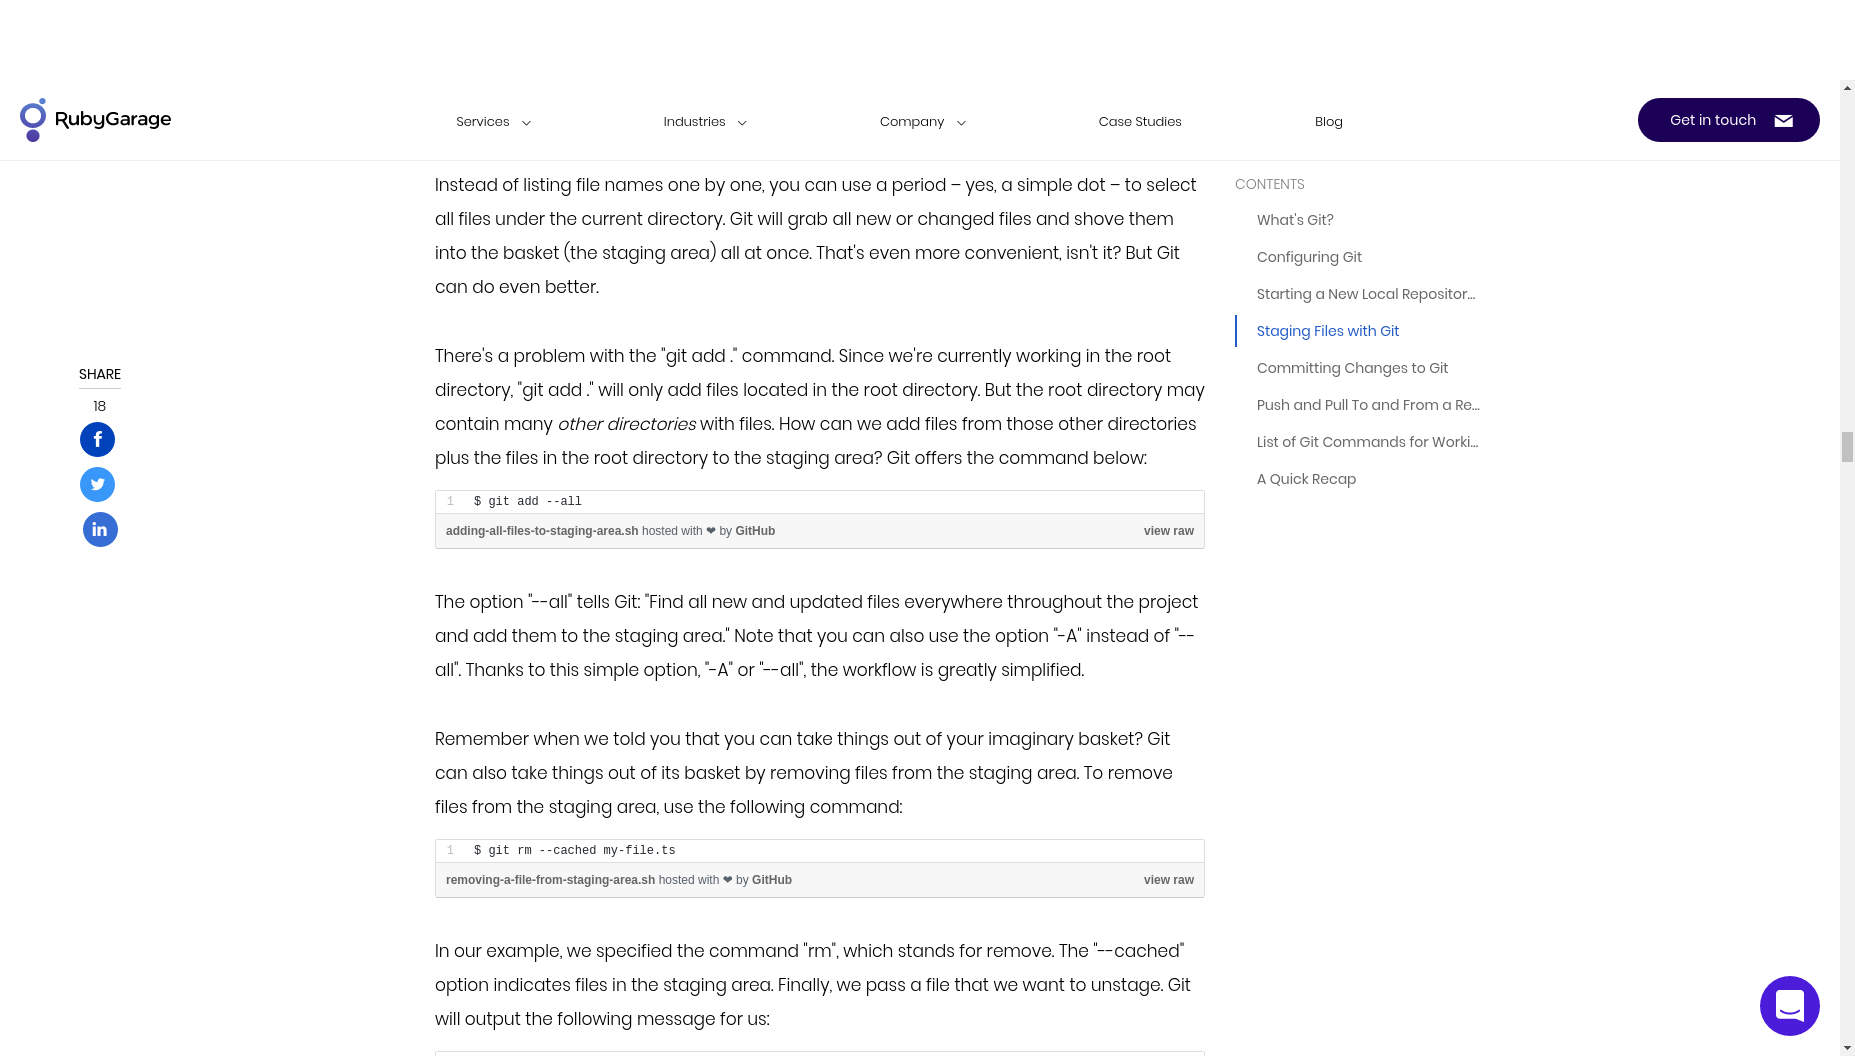 RubyGarage
Services
Industries
Company
Case Studies
Blog
Get in touch
Instead of listing file names one by one, you can use a period – yes, a simple dot – to select
all files under the current directory. Git will grab all new or changed files and shove them
into the basket (the staging area) all at once. That's even more convenient, isn't it? But Git
can do even better.
There's a problem with the "git add ." command. Since we're currently working in the root
directory, "git add ." will only add files located in the root directory. But the root directory may
contain many other directories with files. How can we add files from those other directories
plus the files in the root directory to the staging area? Git offers the command below:
1 $ git add --all
adding-all-files-to-staging-area.sh hosted with ❤ by GitHub
view raw
The option "--all" tells Git: "Find all new and updated files everywhere throughout the project
and add them to the staging area." Note that you can also use the option "-A" instead of "--
all". Thanks to this simple option, "-A" or "--all", the workflow is greatly simplified.
Remember when we told you that you can take things out of your imaginary basket? Git
can also take things out of its basket by removing files from the staging area. To remove
files from the staging area, use the following command:
1 $ git rm --cached my-file.ts
removing-a-file-from-staging-area.sh hosted with ❤ by GitHub
view raw
In our example, we specified the command "rm", which stands for remove. The "--cached"
option indicates files in the staging area. Finally, we pass a file that we want to unstage. Git
will output the following message for us:
SHARE
18
CONTENTS
What's Git?
Configuring Git
Starting a New Local Repositor...
Staging Files with Git
Committing Changes to Git
Push and Pull To and From a Re...
List of Git Commands for Worki...
A Quick Recap